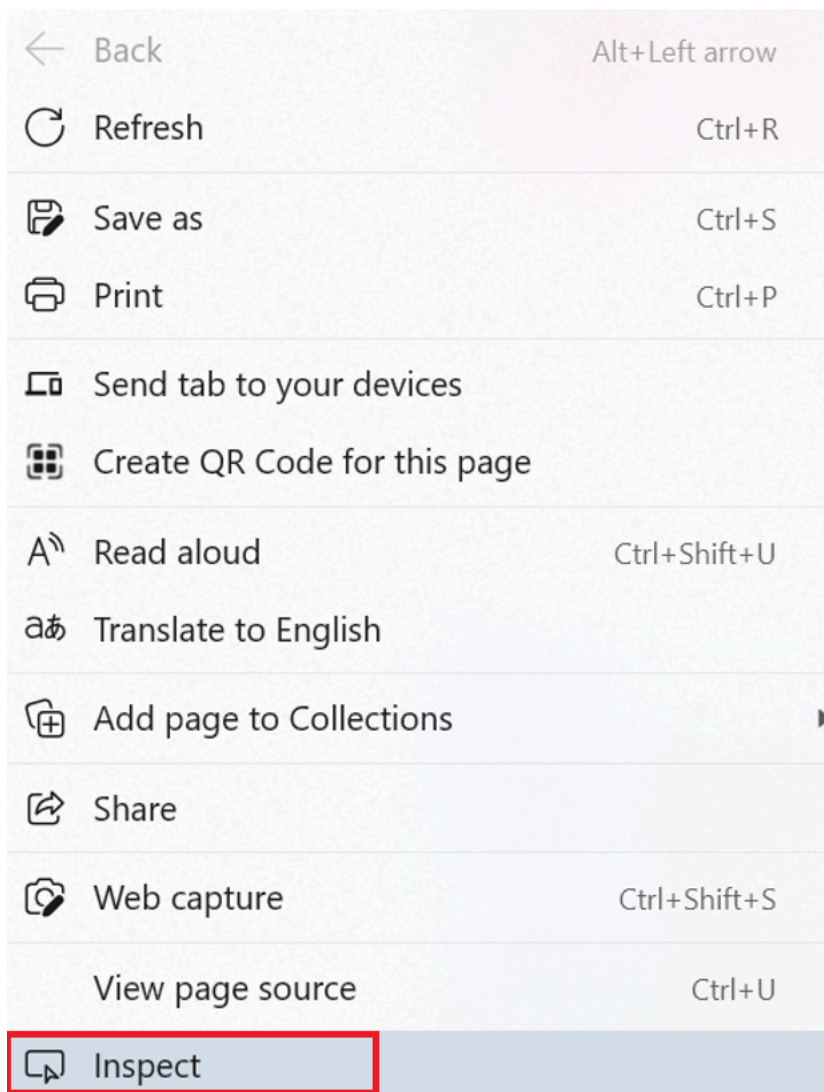 Back Alt+Left arrow
Refresh Ctrl+R
Save as Ctrl+S
Print Ctrl+P
Send tab to your devices
Create QR Code for this page
Read aloud Ctrl+Shift+U
aあ Translate to English
Add page to Collections
Share
Web capture Ctrl+Shift+S
View page source Ctrl+U
Inspect